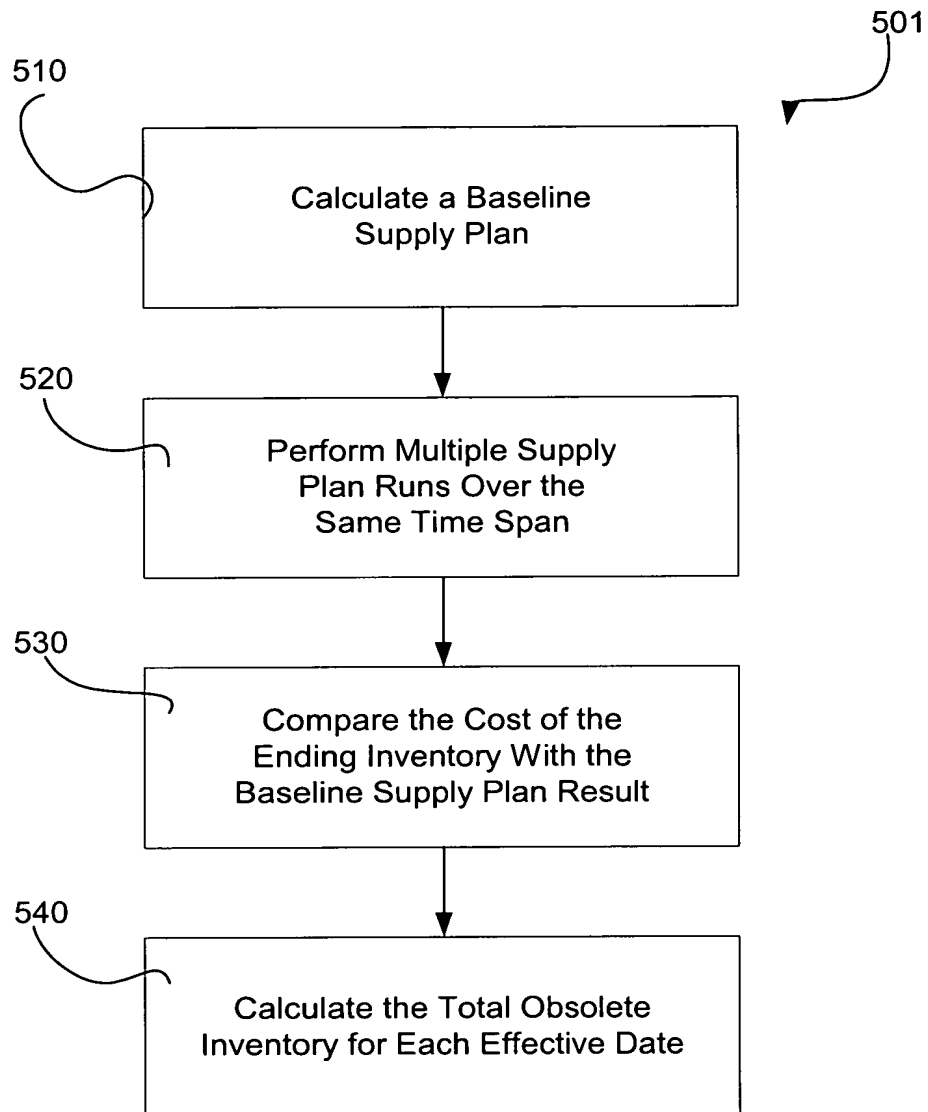 501
510
Calculate a Baseline
Supply Plan
520
Perform Multiple Supply
Plan Runs Over the
Same Time Span
530
Compare the Cost of the
Ending Inventory With the
Baseline Supply Plan Result
540
Calculate the Total Obsolete
Inventory for Each Effective Date